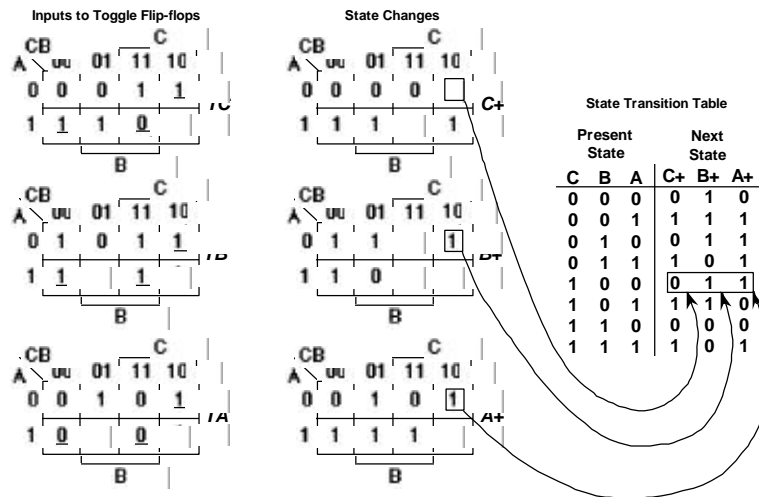 Inputs to Toggle Flip-flops
C
CB
A 00 01 11 10
0 0 0 1 1
TC
1 1 1 0
B
C
CB
A 00 01 11 10
0 1 0 1 1
TB
1 1 1
B
C
CB
A 00 01 11 10
0 0 1 0 1
TA
1 0 0
B
State Changes
C
CB
A 00 01 11 10
0 0 0 0
C+
1 1 1 1 1
B
C
CB
A 00 01 11 10
0 1 1 1
B+
1 1 0
B
C
CB
A 00 01 11 10
0 0 1 0 1
A+
1 1 1 1
B
State Transition Table
Present State
Next State
C B A C+ B+ A+
0 0 0 0 1 0
0 0 1 1 1 1
0 1 0 0 1 1
0 1 1 1 0 1
1 0 0 0 1 1
1 0 1 1 1 0
1 1 0 0 0 0
1 1 1 1 0 1